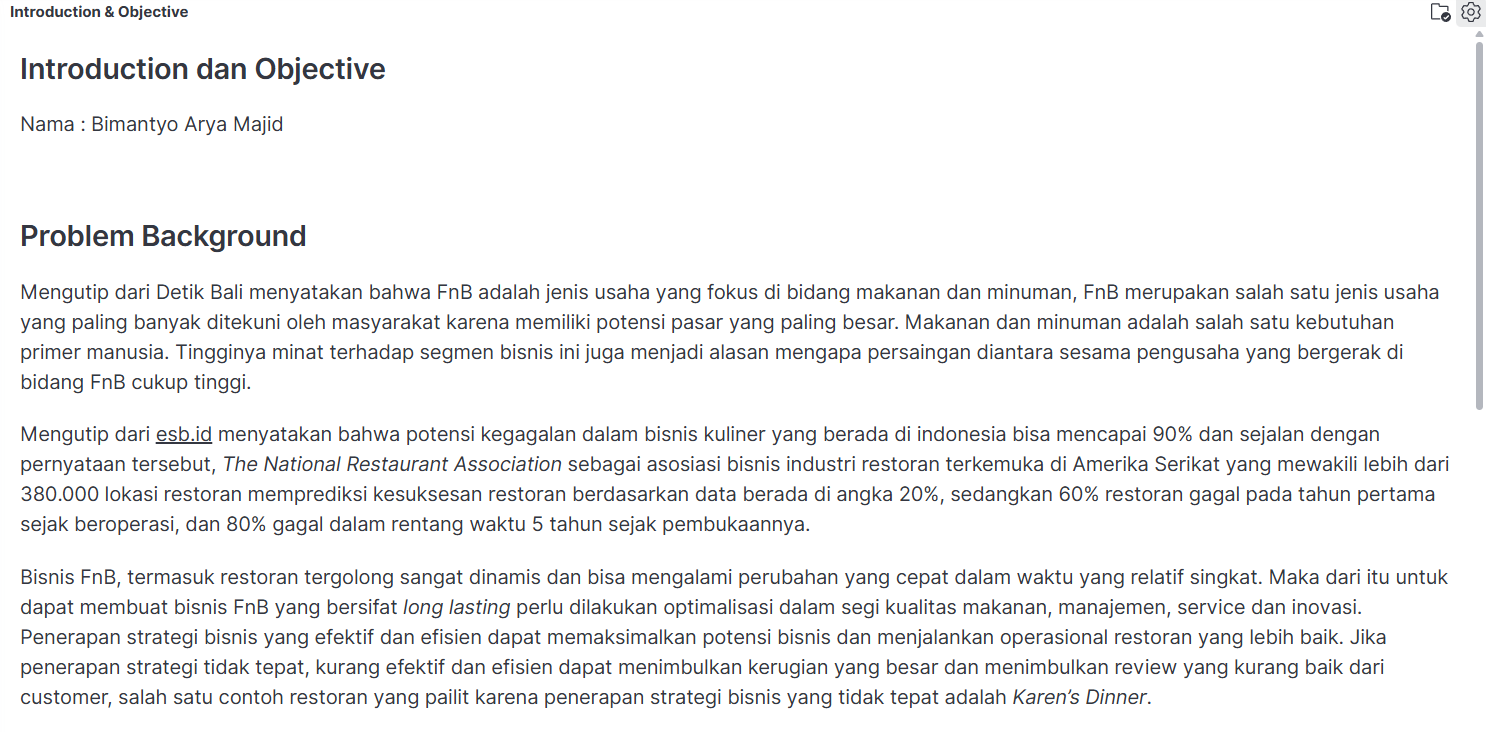 Introduction & Objective
Introduction dan Objective
Nama : Bimantyo Arya Majid
Problem Background
Mengutip dari Detik Bali menyatakan bahwa FnB adalah jenis usaha yang fokus di bidang makanan dan minuman, FnB merupakan salah satu jenis usaha
yang paling banyak ditekuni oleh masyarakat karena memiliki potensi pasar yang paling besar. Makanan dan minuman adalah salah satu kebutuhan
primer manusia. Tingginya minat terhadap segmen bisnis ini juga menjadi alasan mengapa persaingan diantara sesama pengusaha yang bergerak di
bidang FnB cukup tinggi.
Mengutip dari esb.id menyatakan bahwa potensi kegagalan dalam bisnis kuliner yang berada di indonesia bisa mencapai 90% dan sejalan dengan
pernyataan tersebut, The National Restaurant Association sebagai asosiasi bisnis industri restoran terkemuka di Amerika Serikat yang mewakili lebih dari
380.000 lokasi restoran memprediksi kesuksesan restoran berdasarkan data berada di angka 20%, sedangkan 60% restoran gagal pada tahun pertama
sejak beroperasi, dan 80% gagal dalam rentang waktu 5 tahun sejak pembukaannya.
Bisnis FnB, termasuk restoran tergolong sangat dinamis dan bisa mengalami perubahan yang cepat dalam waktu yang relatif singkat. Maka dari itu untuk
dapat membuat bisnis FnB yang bersifat long lasting perlu dilakukan optimalisasi dalam segi kualitas makanan, manajemen, service dan inovasi.
Penerapan strategi bisnis yang efektif dan efisien dapat memaksimalkan potensi bisnis dan menjalankan operasional restoran yang lebih baik. Jika
penerapan strategi tidak tepat, kurang efektif dan efisien dapat menimbulkan kerugian yang besar dan menimbulkan review yang kurang baik dari
customer, salah satu contoh restoran yang pailit karena penerapan strategi bisnis yang tidak tepat adalah Karen's Dinner.